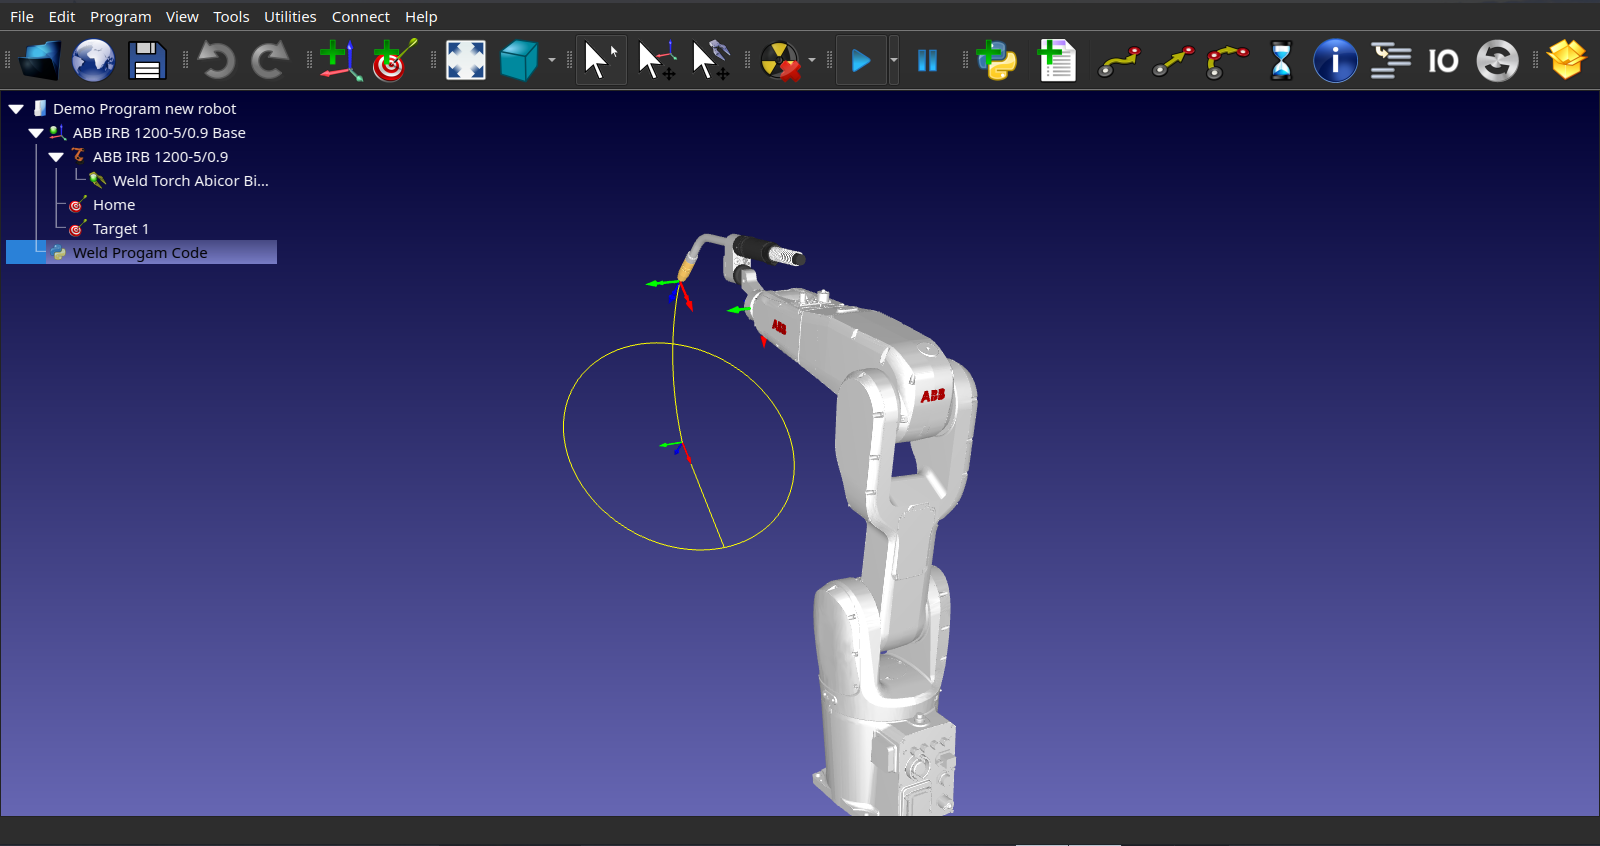 File Edit Program View Tools Utilities Connect Help
IO
Demo Program new robot
ABB IRB 1200-5/0.9 Base
ABB IRB 1200-5/0.9
Weld Torch Abicor Bi...
Home
Target 1
Weld Progam Code
ABB
ABB